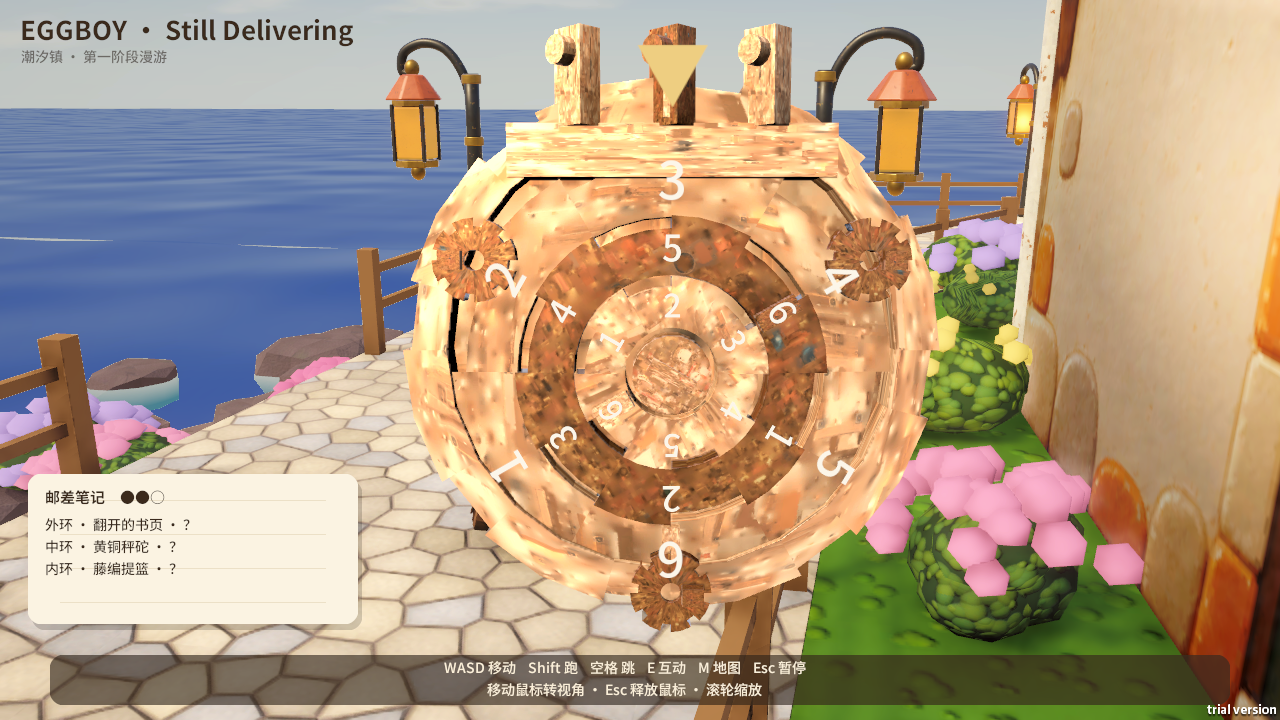 EGGBOY · Still Delivering
潮汐镇 · 第一阶段漫游
3
5
2
2
4
4
6
1
3
6
4
3
1
5
1
5
2
6
邮差笔记 ●●○
外环 · 翻开的书页 · ?
中环 · 黄铜秤砣 · ?
内环 · 藤编提篮 · ?
WASD 移动 Shift 跑 空格 跳 E 互动 M 地图 Esc 暂停
移动鼠标转视角 · Esc 释放鼠标 · 滚轮缩放
trial version